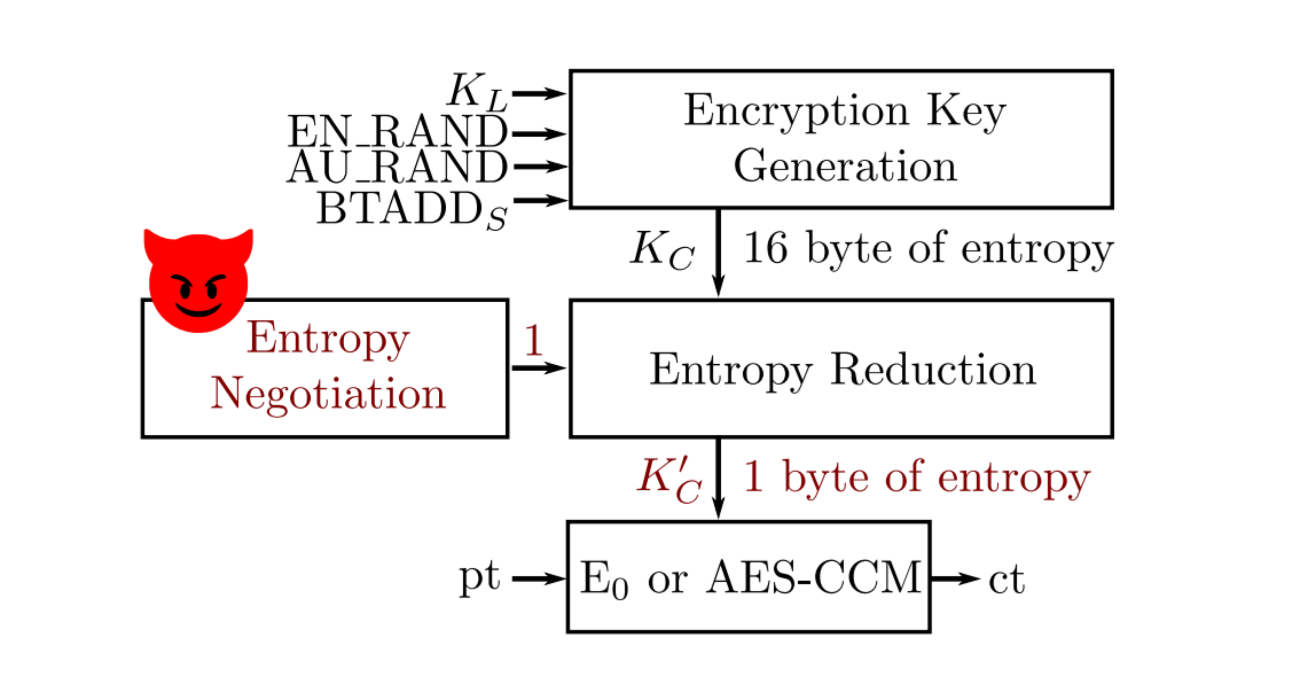 K_L
EN_RAND
AU_RAND
BTADD_S
Encryption Key
Generation
K_C 16 byte of entropy
Entropy
Negotiation
1
Entropy Reduction
K'_C 1 byte of entropy
pt
E_0 or AES-CCM
ct